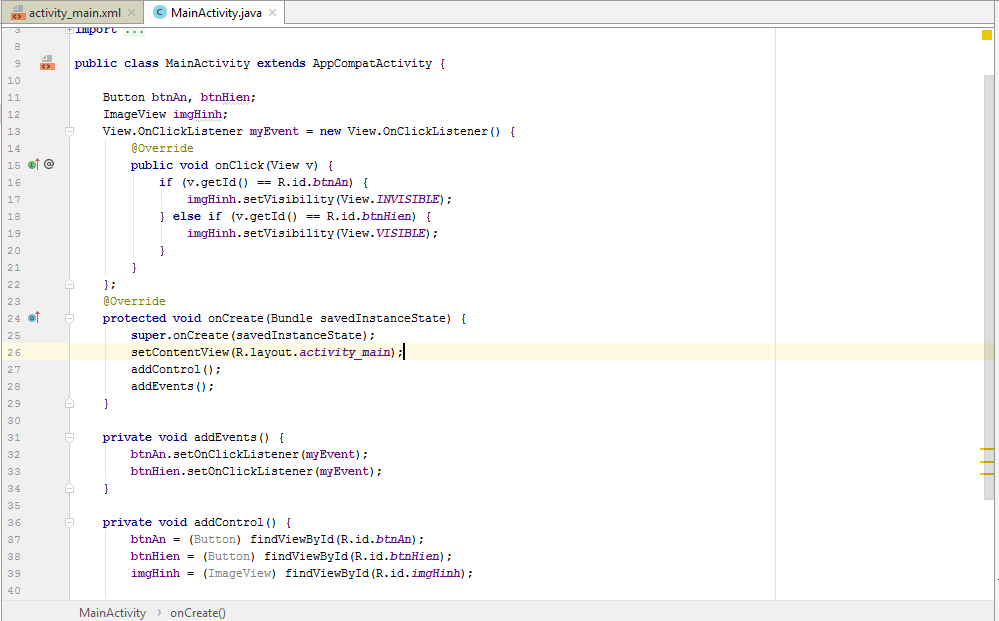 activity_main.xml MainActivity.java
3 import ...
8
9 public class MainActivity extends AppCompatActivity {
10
11 Button btnAn, btnHien;
12 ImageView imgHinh;
13 View.OnClickListener myEvent = new View.OnClickListener() {
14 @Override
15 public void onClick(View v) {
16 if (v.getId() == R.id.btnAn) {
17 imgHinh.setVisibility(View.INVISIBLE);
18 } else if (v.getId() == R.id.btnHien) {
19 imgHinh.setVisibility(View.VISIBLE);
20 }
21 }
22 };
23 @Override
24 protected void onCreate(Bundle savedInstanceState) {
25 super.onCreate(savedInstanceState);
26 setContentView(R.layout.activity_main);
27 addControl();
28 addEvents();
29 }
30
31 private void addEvents() {
32 btnAn.setOnClickListener(myEvent);
33 btnHien.setOnClickListener(myEvent);
34 }
35
36 private void addControl() {
37 btnAn = (Button) findViewById(R.id.btnAn);
38 btnHien = (Button) findViewById(R.id.btnHien);
39 imgHinh = (ImageView) findViewById(R.id.imgHinh);
40
MainActivity > onCreate()